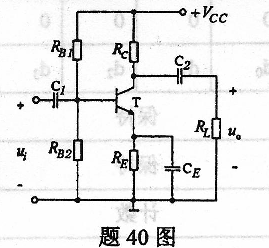 +V_CC
R_B1
R_C
C_2
C_1
T
+
+
u_i
R_B2
R_E
C_E
R_L
u_o
-
-
题 40 图